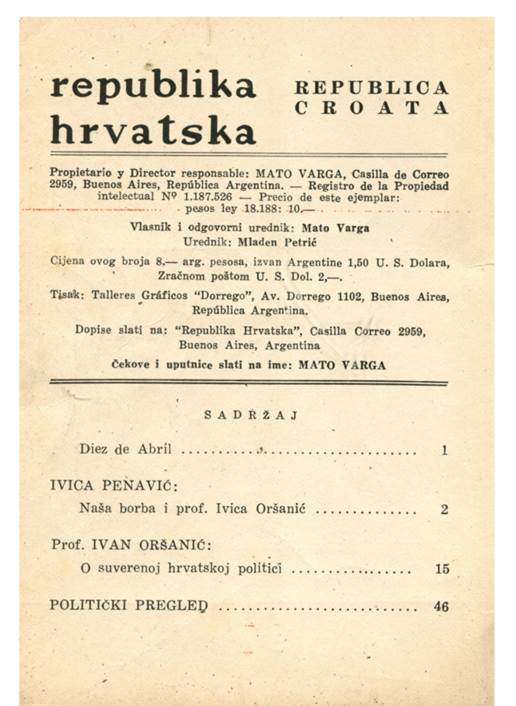 republika
hrvatska
REPUBLICA
CROATA
Propietario y Director responsable: MATO VARGA, Casilla de Correo
2959, Buenos Aires, República Argentina. — Registro de la Propiedad
intelectual Nº 1.187.526 — Precio de este ejemplar:
pesos ley 18.188: 10.—
Vlasnik i odgovorni urednik: Mato Varga
Urednik: Mladen Petrić
Cijena ovog broja 8.— arg. pesosa, izvan Argentine 1,50 U. S. Dolara,
Zračnom poštom U. S. Dol. 2,—.
Tisak: Talleres Gráficos "Dorrego", Av. Dorrego 1102, Buenos Aires,
República Argentina.
Dopise slati na: "Republika Hrvatska", Casilla Correo 2959,
Buenos Aires, Argentina
Čekove i uputnice slati na ime: MATO VARGA
SADRŽAJ
Diez de Abril ................................... 1
IVICA PENAVIĆ:
Naša borba i prof. Ivica Oršanić ............... 2
Prof. IVAN ORŠANIĆ:
O suverenoj hrvatskoj politici .................. 15
POLITIČKI PREGLED ............................. 46